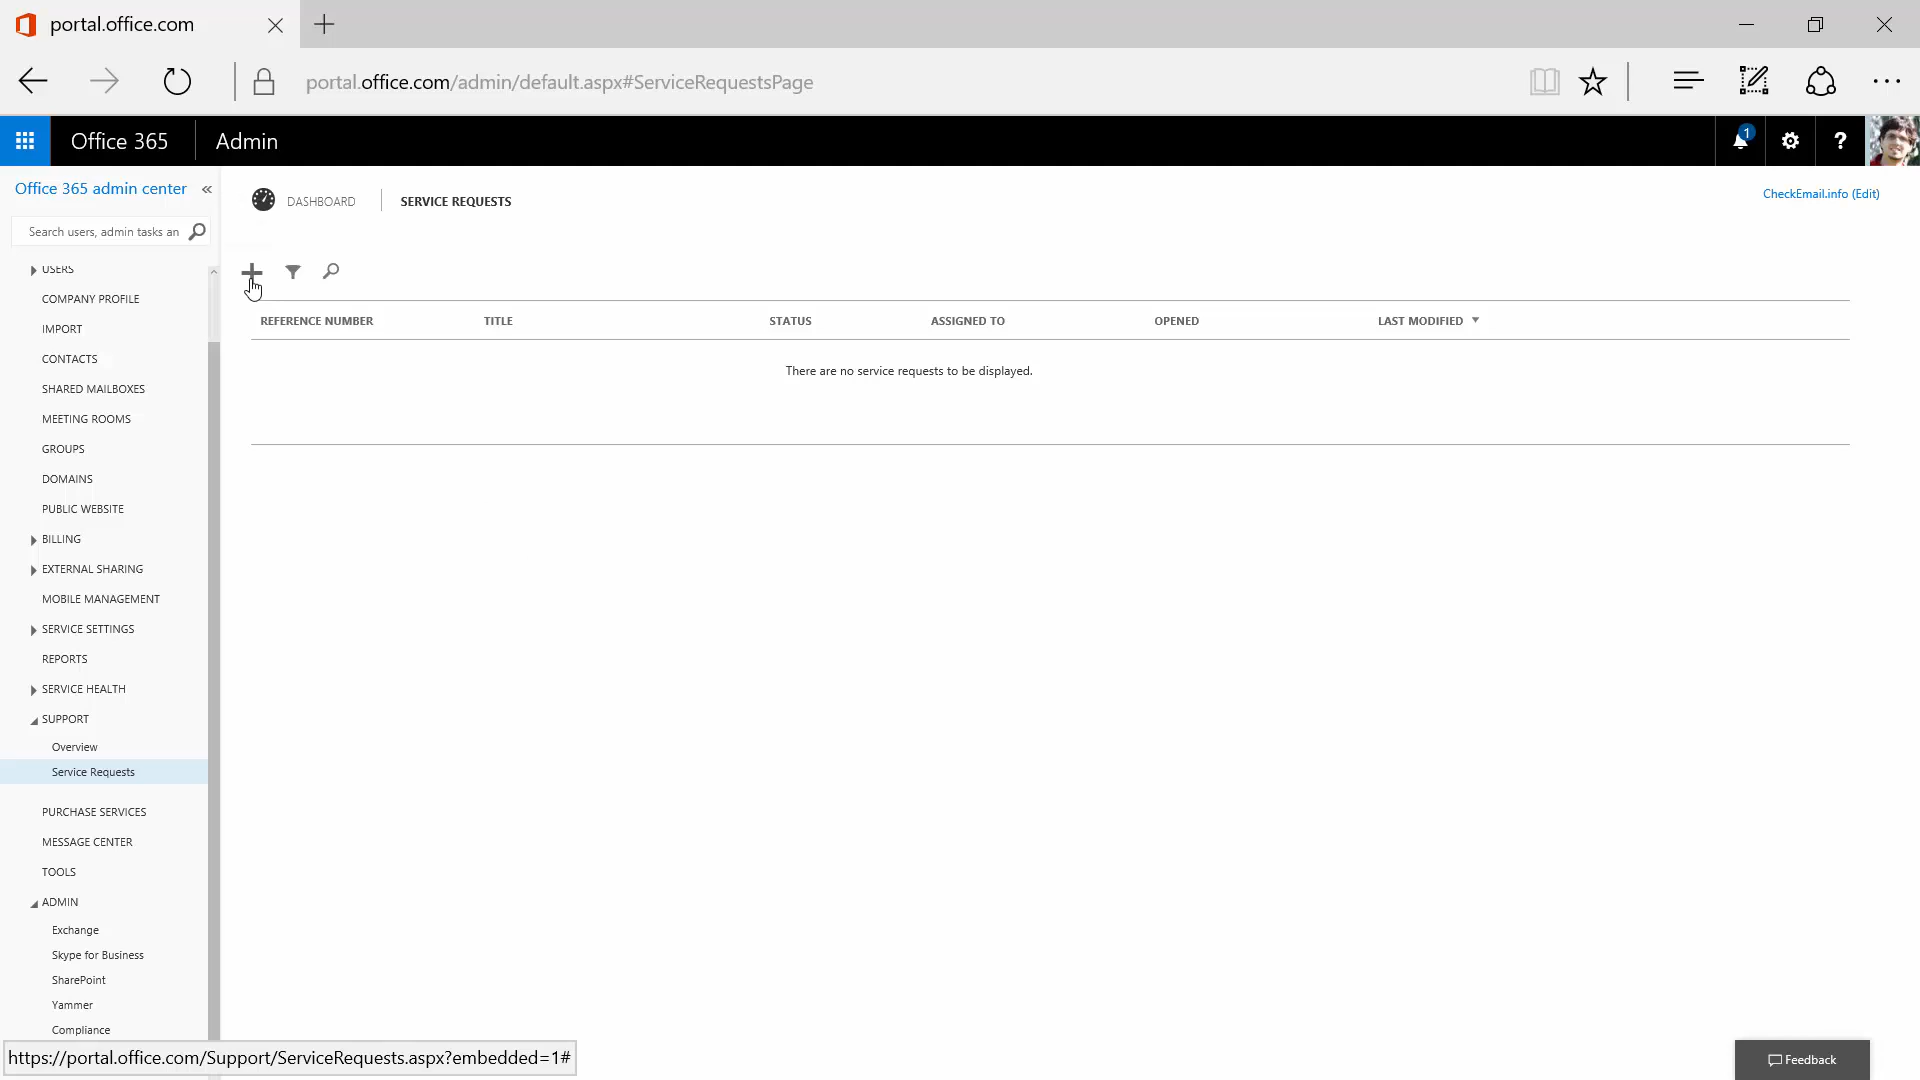 portal.office.com
portal.office.com/admin/default.aspx#ServiceRequestsPage
Office 365
Admin
1
?
Office 365 admin center «
Search users, admin tasks an
USERS
COMPANY PROFILE
IMPORT
CONTACTS
SHARED MAILBOXES
MEETING ROOMS
GROUPS
DOMAINS
PUBLIC WEBSITE
BILLING
EXTERNAL SHARING
MOBILE MANAGEMENT
SERVICE SETTINGS
REPORTS
SERVICE HEALTH
SUPPORT
Overview
Service Requests
PURCHASE SERVICES
MESSAGE CENTER
TOOLS
ADMIN
Exchange
Skype for Business
SharePoint
Yammer
Compliance
DASHBOARD
SERVICE REQUESTS
CheckEmail.info (Edit)
REFERENCE NUMBER TITLE STATUS ASSIGNED TO OPENED LAST MODIFIED
There are no service requests to be displayed.
https://portal.office.com/Support/ServiceRequests.aspx?embedded=1#
Feedback